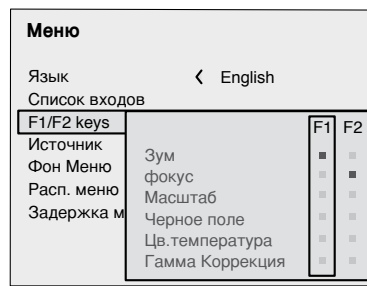 Меню
Язык English
Список входов
F1/F2 keys
Источник
Фон Меню
Расп. меню
Задержка м
F1 F2
Зум
фокус
Масштаб
Черное поле
Цв.температура
Гамма Коррекция